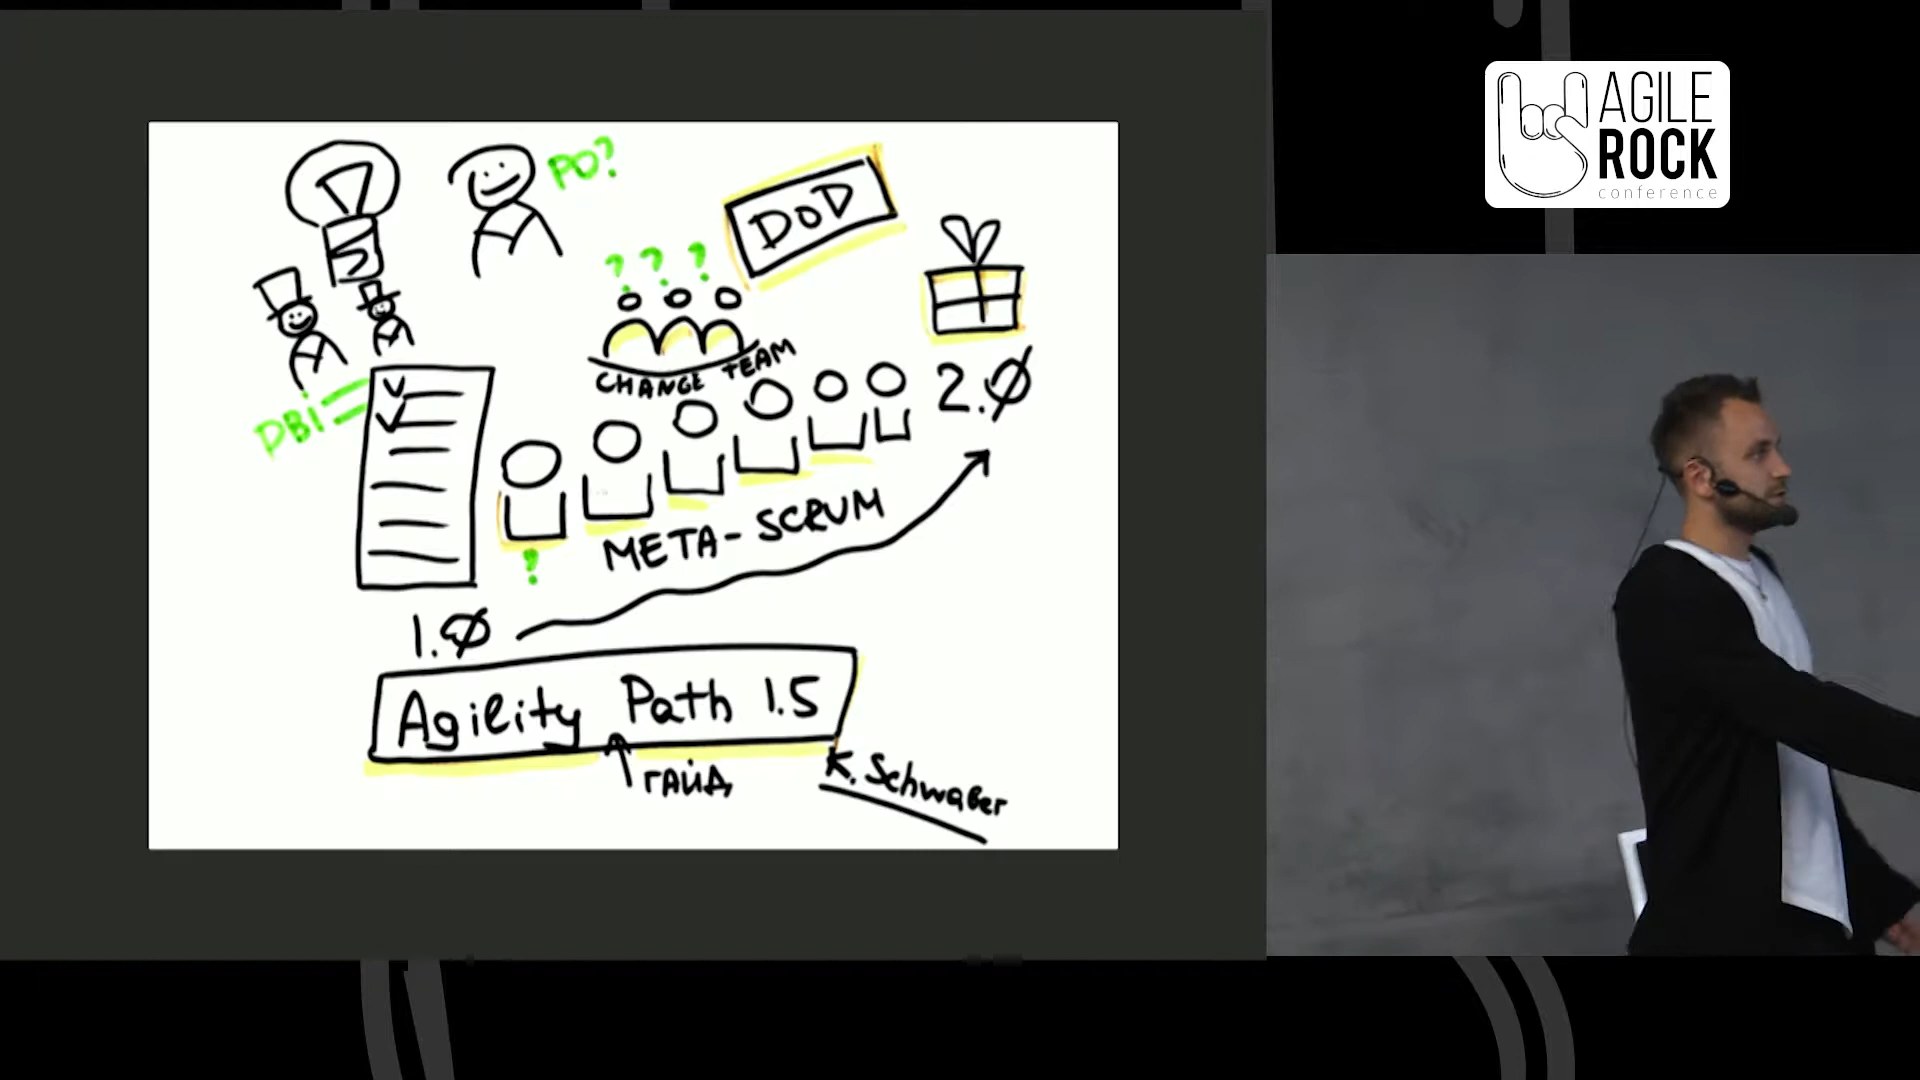 PO?
DOD
? ? ?
CHANGE TEAM
2.0
DBI
META-SCRUM
?
1.0
Agility Path 1.5
ГАЙД
K. Schwaber
AGILE
ROCK
conference